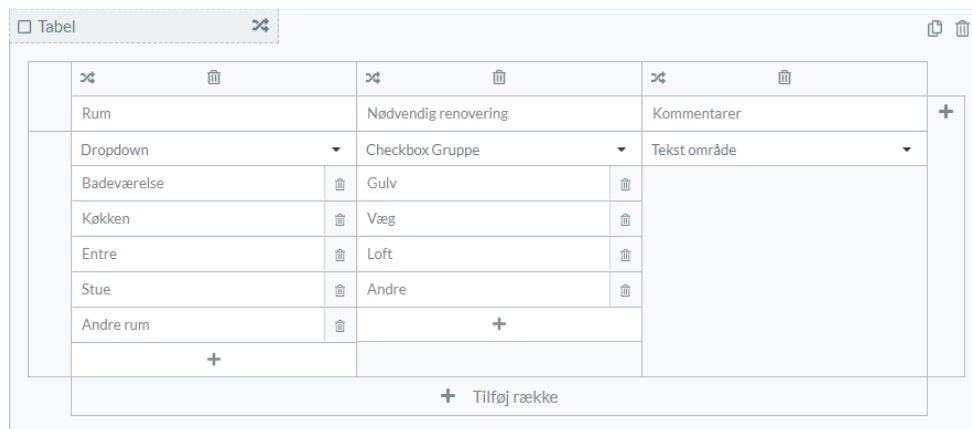 Tabel
Rum Nødvendig renovering Kommentarer
Dropdown Checkbox Gruppe Tekst område
Badeværelse Gulv
Køkken Væg
Entre Loft
Stue Andre
Andre rum
Tilføj række